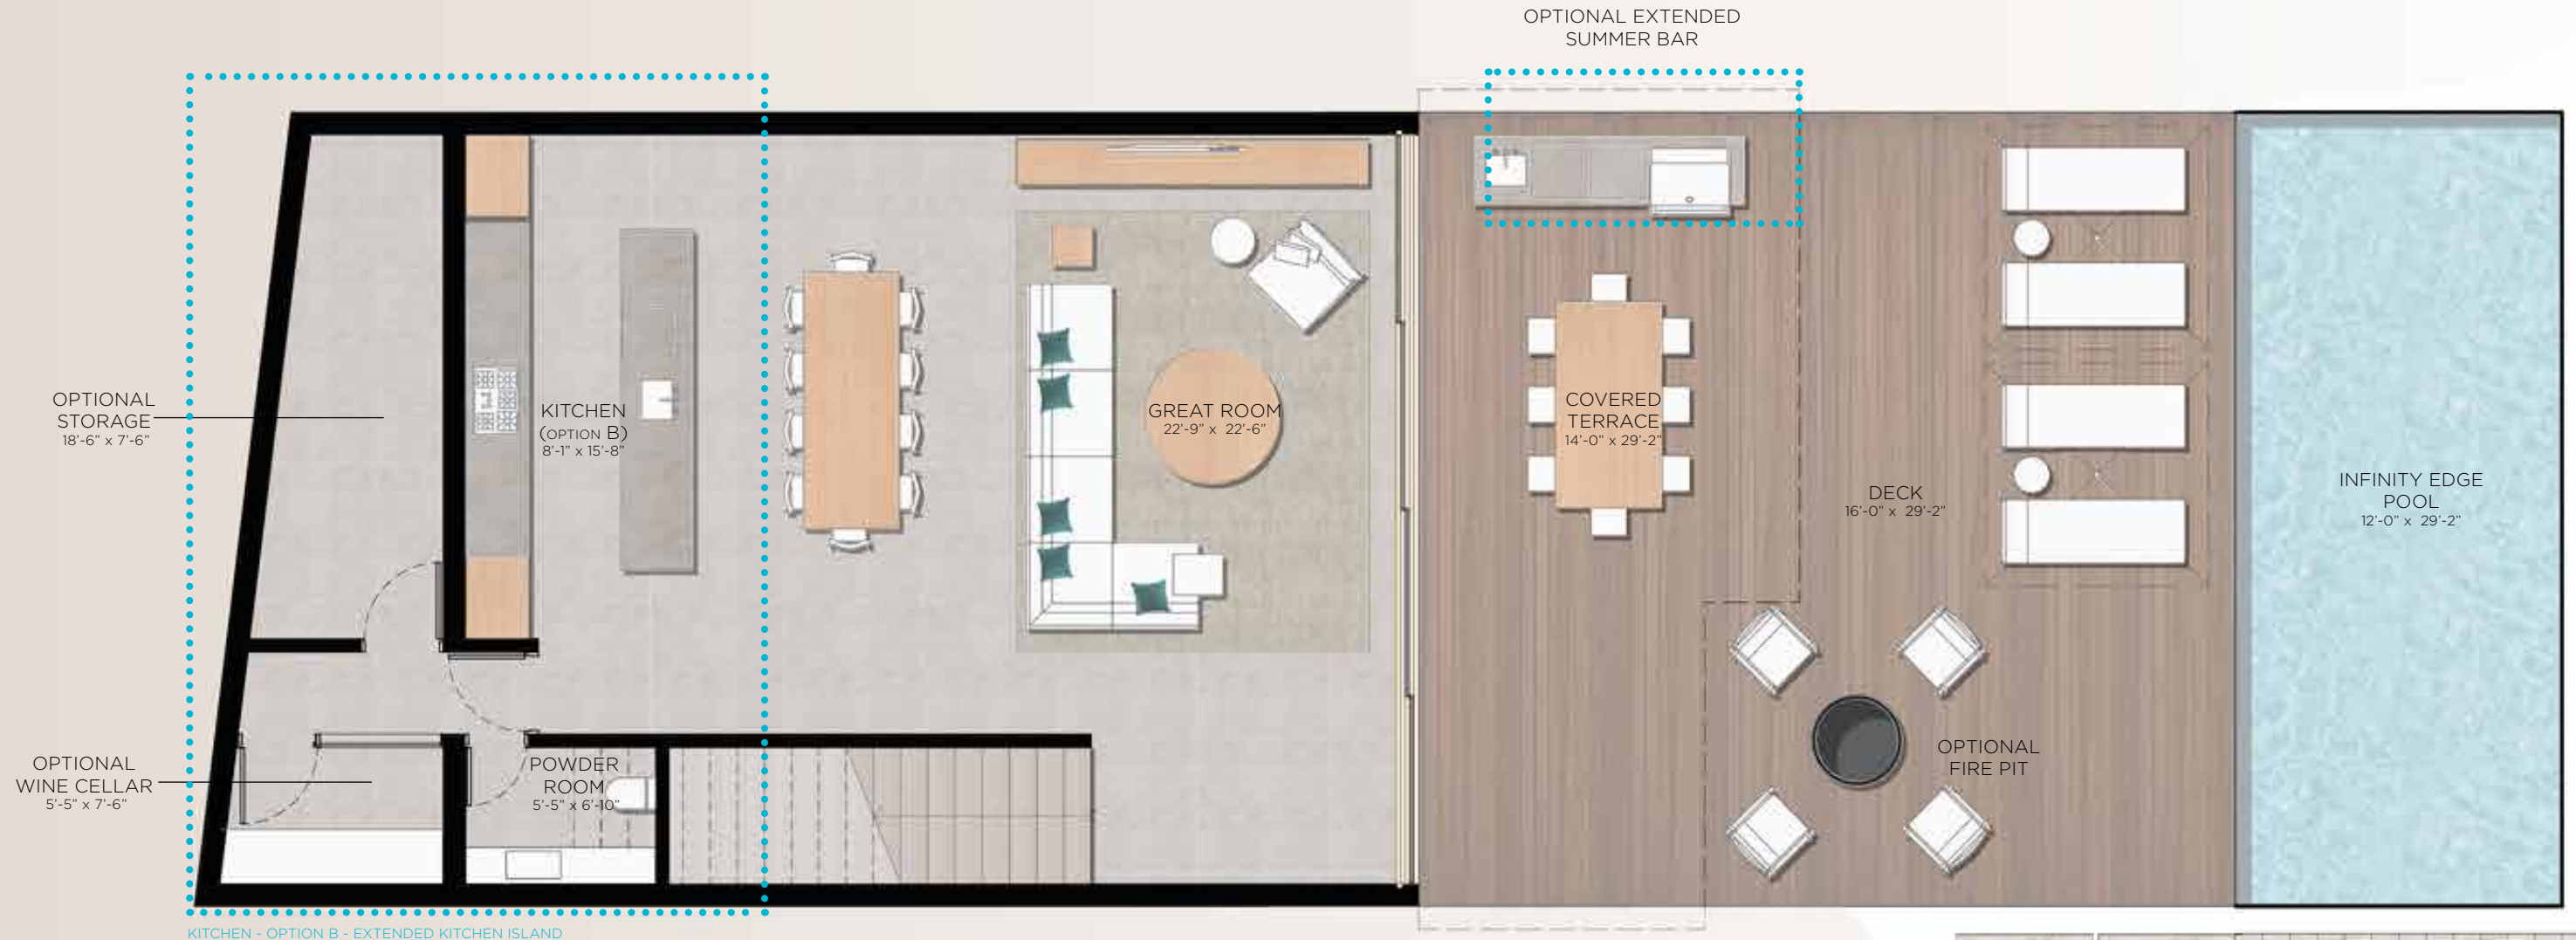 OPTIONAL EXTENDED
SUMMER BAR
OPTIONAL
STORAGE
18'-6" x 7'-6"
KITCHEN
(OPTION B)
8'-1" x 15'-8"
GREAT ROOM
22'-9" x 22'-6"
COVERED
TERRACE
14'-0" x 29'-2"
DECK
16'-0" x 29'-2"
INFINITY EDGE
POOL
12'-0" x 29'-2"
OPTIONAL
WINE CELLAR
5'-5" x 7'-6"
POWDER
ROOM
5'-5" x 6'-10"
OPTIONAL
FIRE PIT
KITCHEN - OPTION B - EXTENDED KITCHEN ISLAND